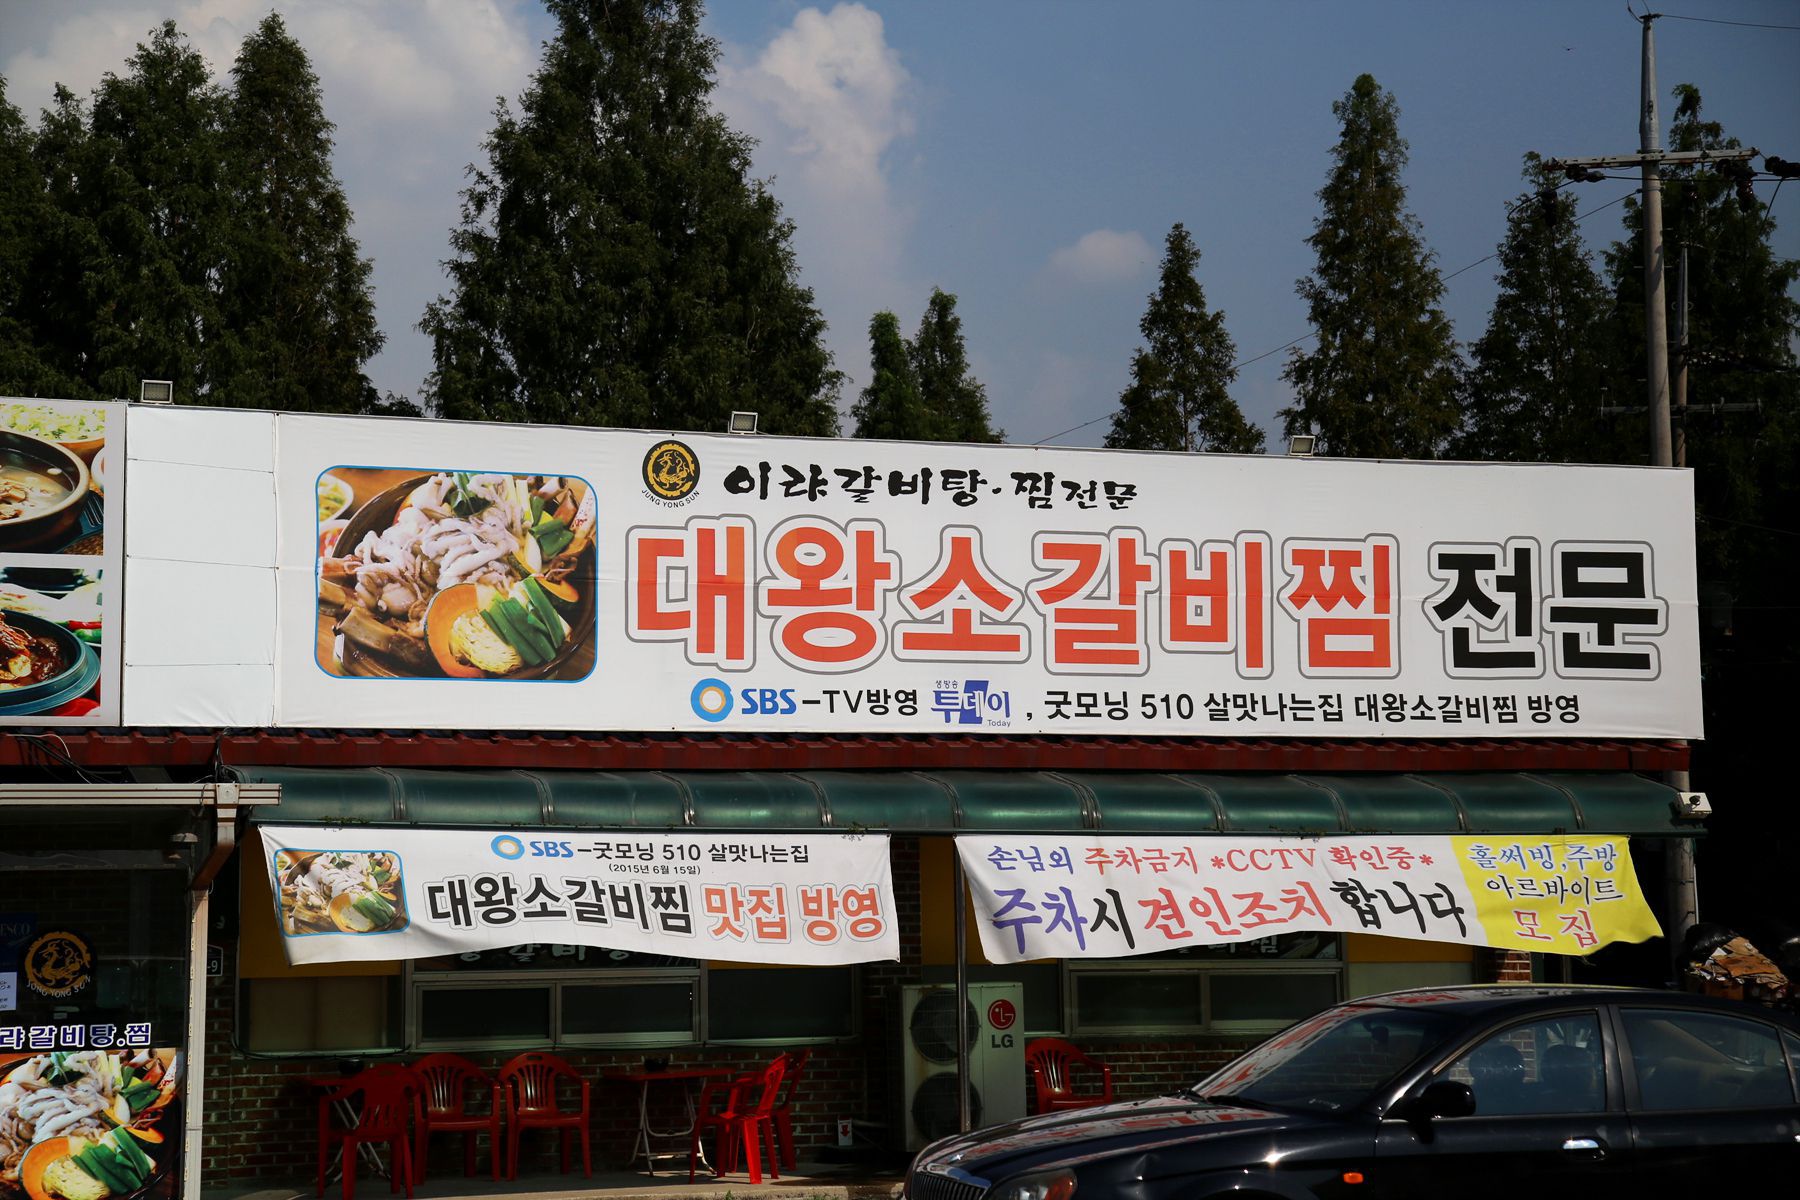 이랴갈비탕·찜전문
JUNG YONG SUN
대왕소갈비찜 전문
SBS-TV방영 생방송 투데이 Today, 굿모닝 510 살맛나는집 대왕소갈비찜 방영
SBS-굿모닝 510 살맛나는집
(2015년 6월 15일)
대왕소갈비찜 맛집 방영
손님외 주차금지 *CCTV 확인중*
주차시 견인조치 합니다
홀써빙,주방
아르바이트
모집
JUNG YONG SUN
랴갈비탕.찜
LG